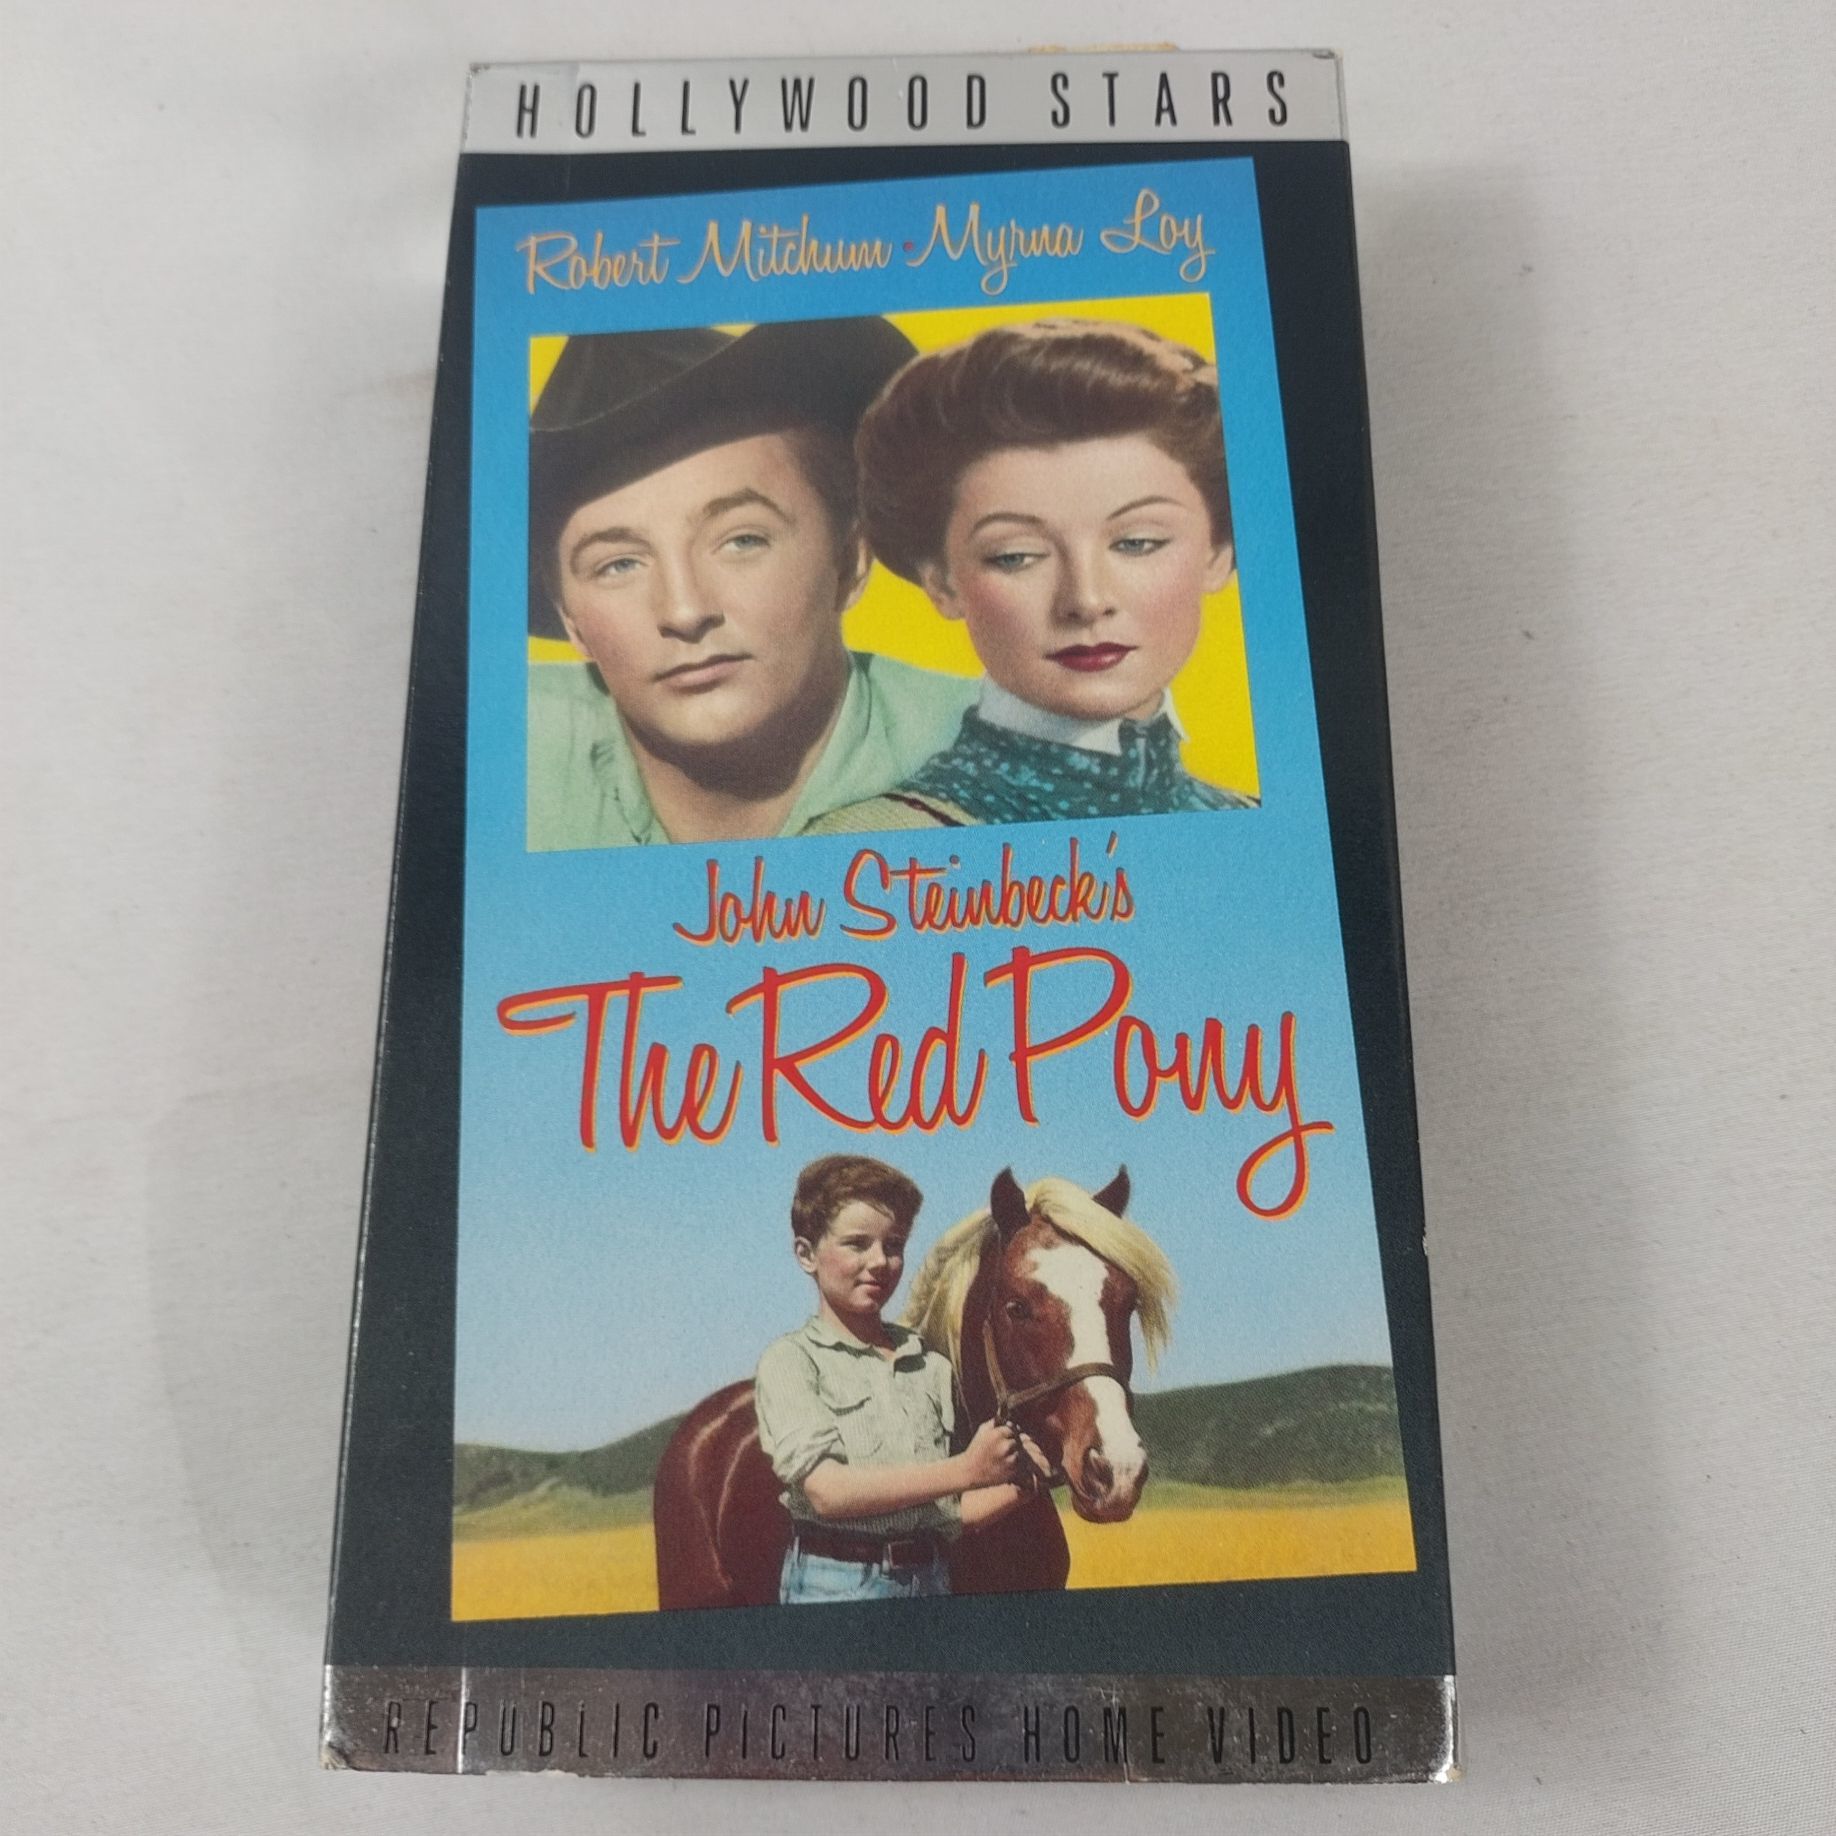 HOLLYWOOD STARS
Robert Mitchum • Myrna Loy
John Steinbeck's
The Red Pony
REPUBLIC PICTURES HOME VIDEO